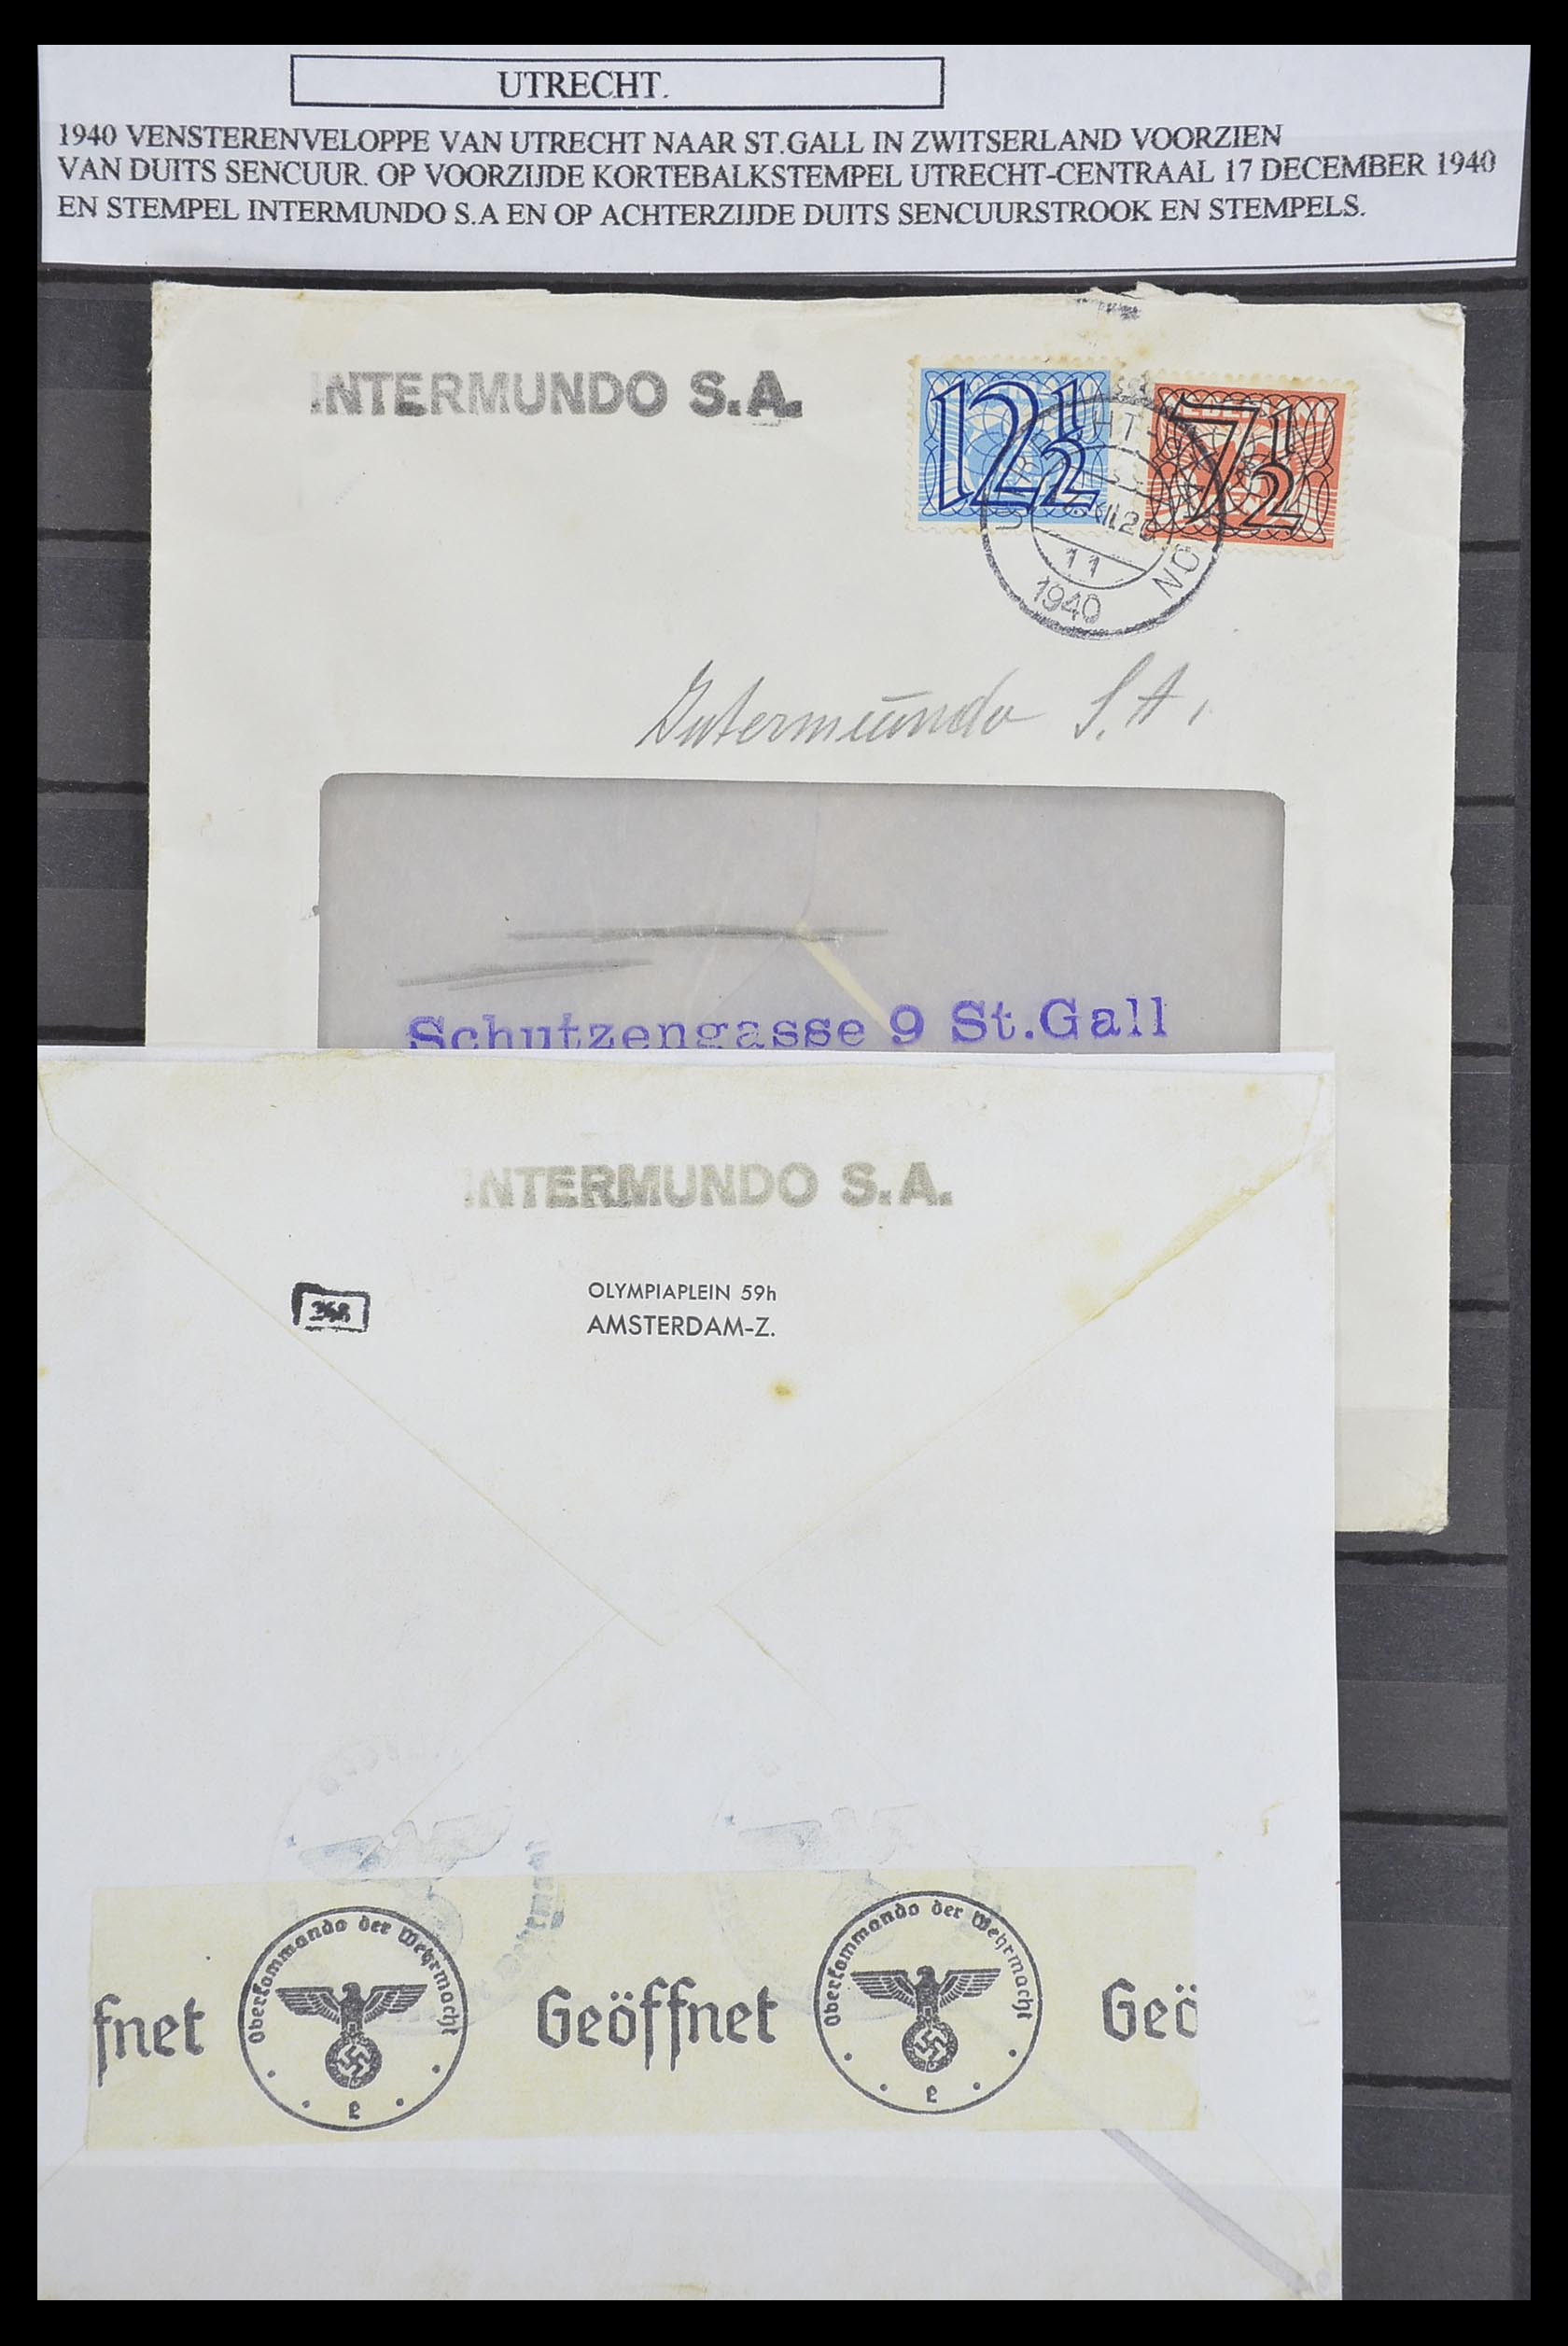 UTRECHT.
1940 VENSTERENVELOPPE VAN UTRECHT NAAR ST.GALL IN ZWITSERLAND VOORZIEN
VAN DUITS SENCUUR. OP VOORZIJDE KORTEBALKSTEMPEL UTRECHT-CENTRAAL 17 DECEMBER 1940
EN STEMPEL INTERMUNDO S.A EN OP ACHTERZIJDE DUITS SENCUURSTROOK EN STEMPELS.
INTERMUNDO S.A.
12½
7½
11
1940
Intermundo S.A.
Schutzengasse 9 St.Gall
INTERMUNDO S.A.
OLYMPIAPLEIN 59h
AMSTERDAM-Z.
fnet
Oberkommando der Wehrmacht
e
Geöffnet
Oberkommando der Wehrmacht
e
Geö